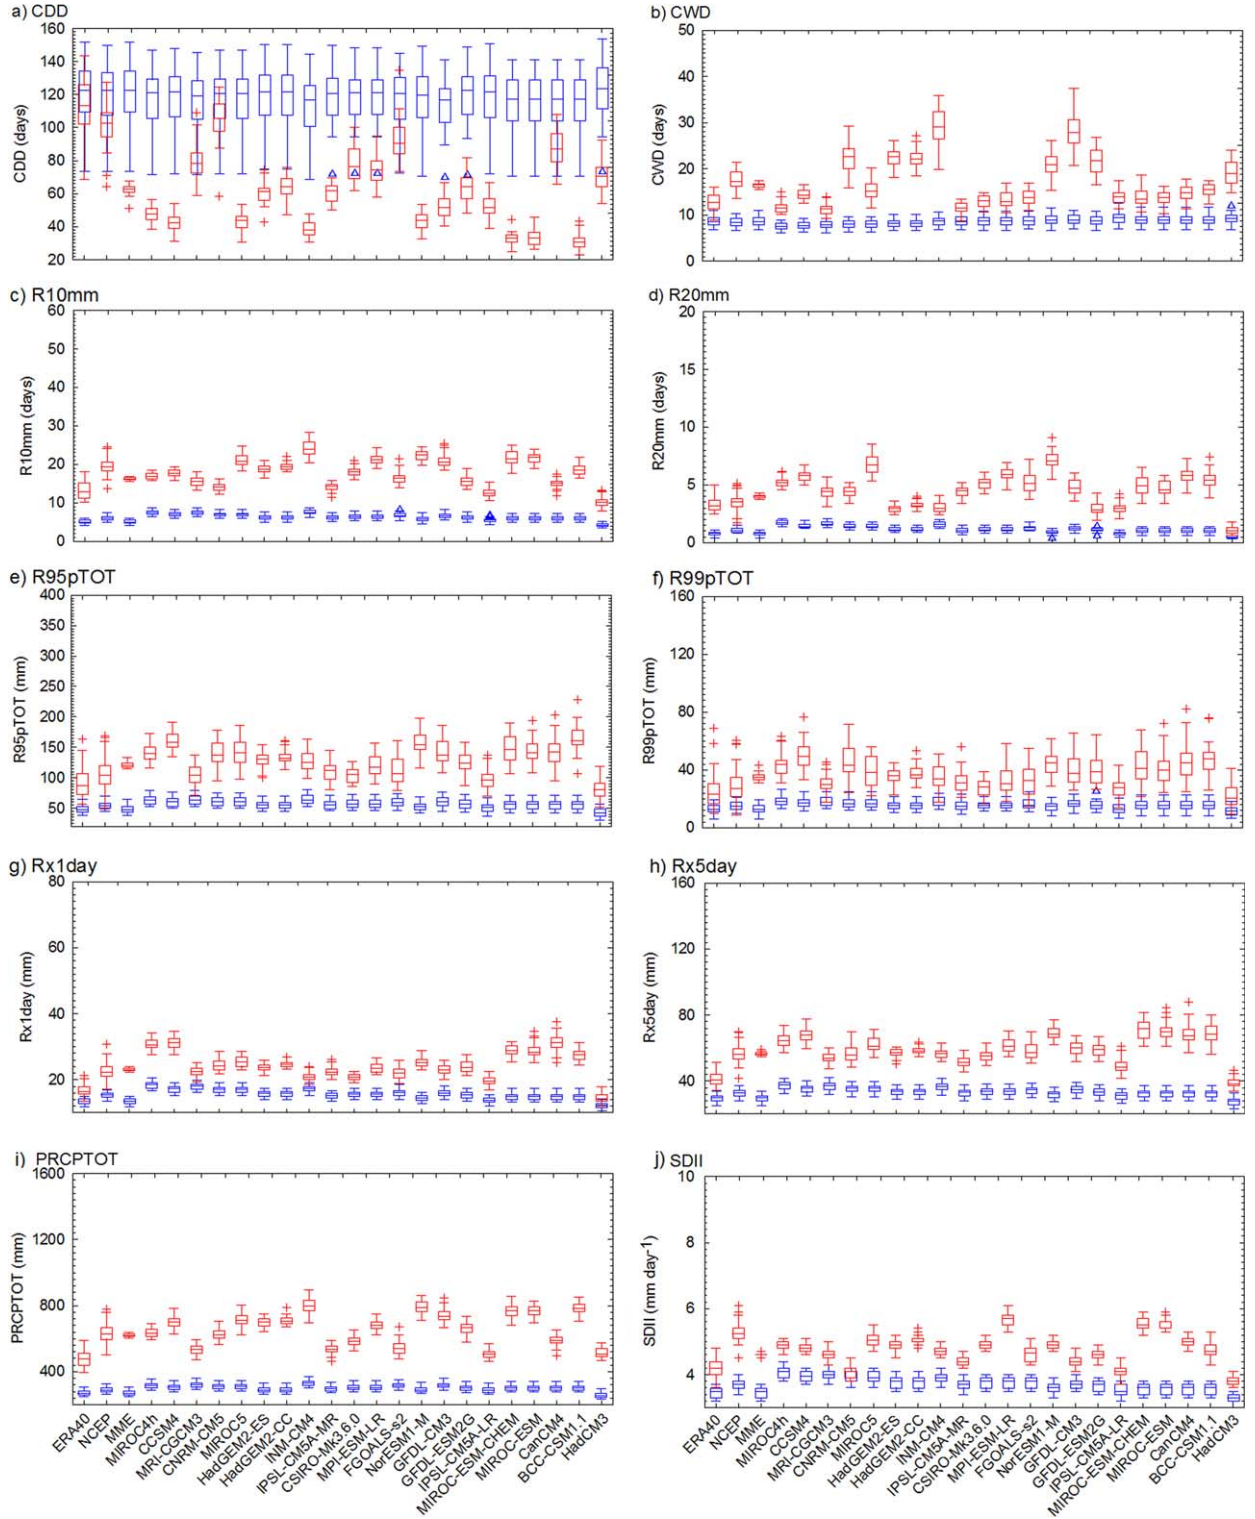 a) CDD
160
140
120
100
80
60
40
20
CDD (days)
b) CWD
50
40
30
20
10
0
CWD (days)
c) R10mm
60
50
40
30
20
10
0
R10mm (days)
d) R20mm
20
15
10
5
0
R20mm (days)
e) R95pTOT
400
350
300
250
200
150
100
50
R95pTOT (mm)
f) R99pTOT
160
120
80
40
0
R99pTOT (mm)
g) Rx1day
80
60
40
20
Rx1day (mm)
h) Rx5day
160
120
80
40
Rx5day (mm)
i) PRCPTOT
1600
1200
800
400
PRCPTOT (mm)
j) SDII
10
8
6
4
SDII (mm day-1)
ERA40
NCEP
MME
MIROC4h
CCSM4
MRI-CGCM3
CNRM-CM5
MIROC5
HadGEM2-ES
HadGEM2-CC
INM-CM4
IPSL-CM5A-MR
CSIRO-Mk3.6.0
MPI-ESM-LR
FGOALS-s2
NorESM1-M
GFDL-CM3
GFDL-ESM2G
IPSL-CM5A-LR
MIROC-ESM-CHEM
MIROC-ESM
CanCM4
BCC-CSM1.1
HadCM3
ERA40
NCEP
MME
MIROC4h
CCSM4
MRI-CGCM3
CNRM-CM5
MIROC5
HadGEM2-ES
HadGEM2-CC
INM-CM4
IPSL-CM5A-MR
CSIRO-Mk3.6.0
MPI-ESM-LR
FGOALS-s2
NorESM1-M
GFDL-CM3
GFDL-ESM2G
IPSL-CM5A-LR
MIROC-ESM-CHEM
MIROC-ESM
CanCM4
BCC-CSM1.1
HadCM3